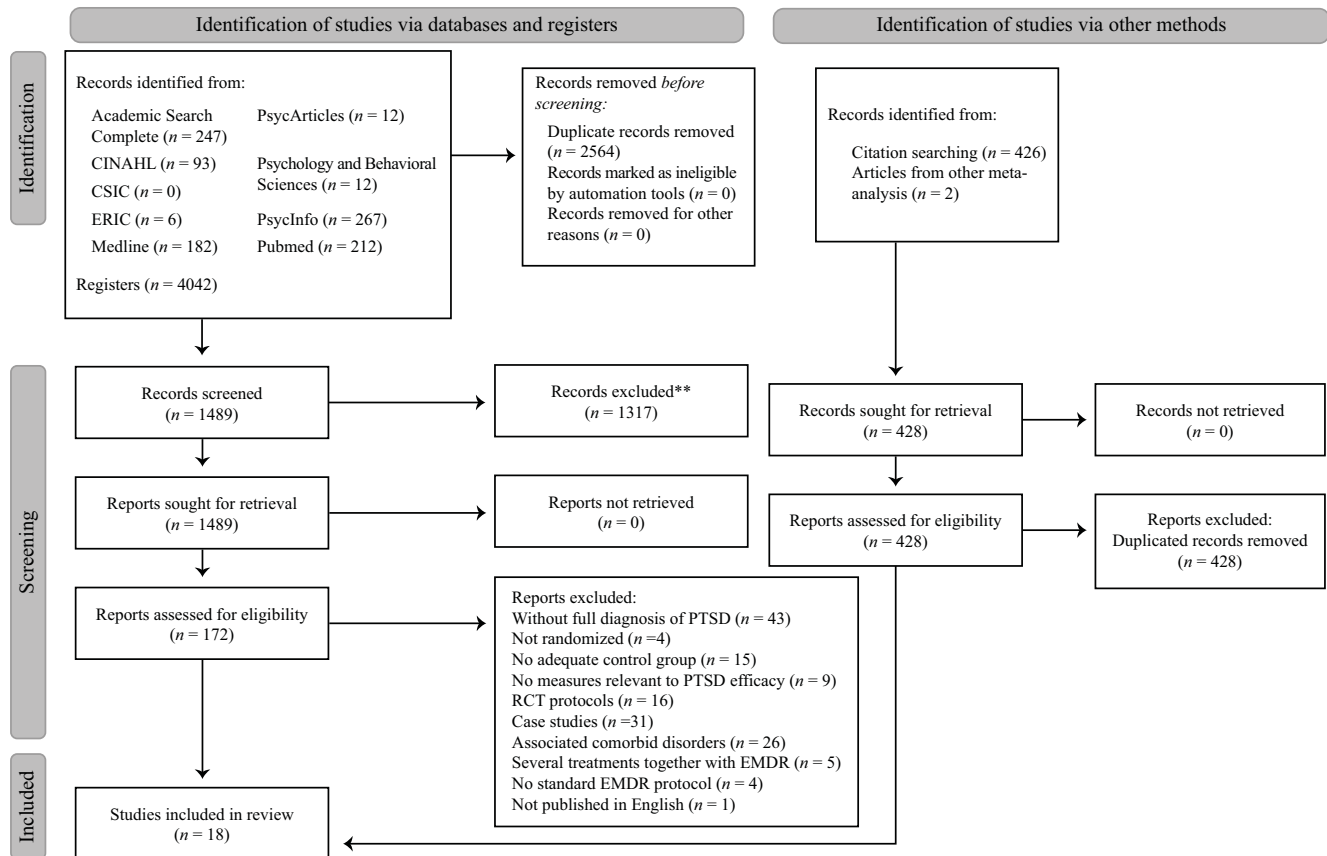 Identification of studies via databases and registers
Identification of studies via other methods
Identification
Records identified from:
Academic Search
Complete (n = 247)
CINAHL (n = 93)
CSIC (n = 0)
ERIC (n = 6)
Medline (n = 182)
PsycArticles (n = 12)
Psychology and Behavioral
Sciences (n = 12)
PsycInfo (n = 267)
Pubmed (n = 212)
Registers (n = 4042)
Records removed before
screening:
Duplicate records removed
(n = 2564)
Records marked as ineligible
by automation tools (n = 0)
Records removed for other
reasons (n = 0)
Records identified from:
Citation searching (n = 426)
Articles from other meta-
analysis (n = 2)
Screening
Records screened
(n = 1489)
Records excluded**
(n = 1317)
Records sought for retrieval
(n = 428)
Records not retrieved
(n = 0)
Reports sought for retrieval
(n = 1489)
Reports not retrieved
(n = 0)
Reports assessed for eligibility
(n = 428)
Reports excluded:
Duplicated records removed
(n = 428)
Reports assessed for eligibility
(n = 172)
Reports excluded:
Without full diagnosis of PTSD (n = 43)
Not randomized (n =4)
No adequate control group (n = 15)
No measures relevant to PTSD efficacy (n = 9)
RCT protocols (n = 16)
Case studies (n =31)
Associated comorbid disorders (n = 26)
Several treatments together with EMDR (n = 5)
No standard EMDR protocol (n = 4)
Not published in English (n = 1)
Included
Studies included in review
(n = 18)